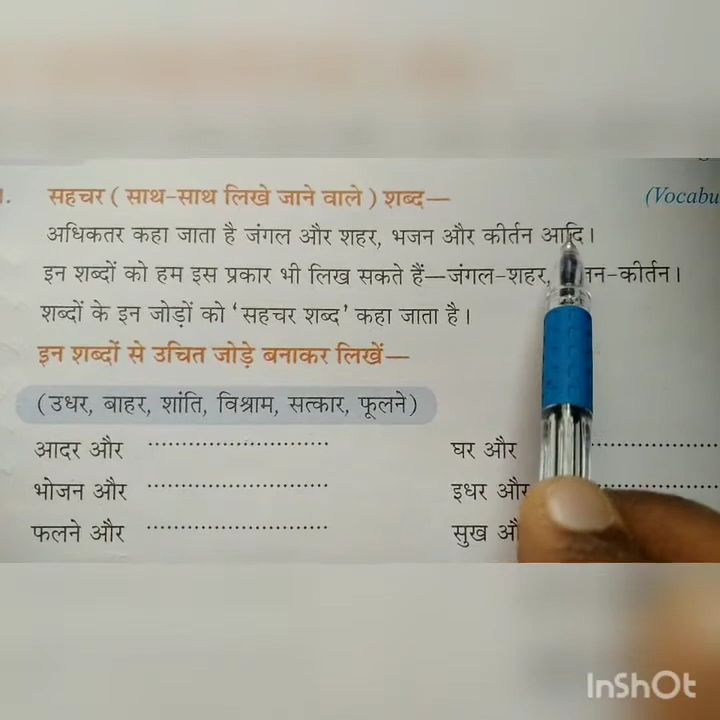 1. सहचर ( साथ-साथ लिखे जाने वाले ) शब्द— (Vocabu
अधिकतर कहा जाता है जंगल और शहर, भजन और कीर्तन आदि।
इन शब्दों को हम इस प्रकार भी लिख सकते हैं—जंगल-शहर, जन-कीर्तन।
शब्दों के इन जोड़ों को 'सहचर शब्द' कहा जाता है।
इन शब्दों से उचित जोड़े बनाकर लिखें—
(उधर, बाहर, शांति, विश्राम, सत्कार, फूलने)
आदर और ........................... घर और ...........................
भोजन और ........................... इधर और ...........................
फलने और ........................... सुख औ
InShOt